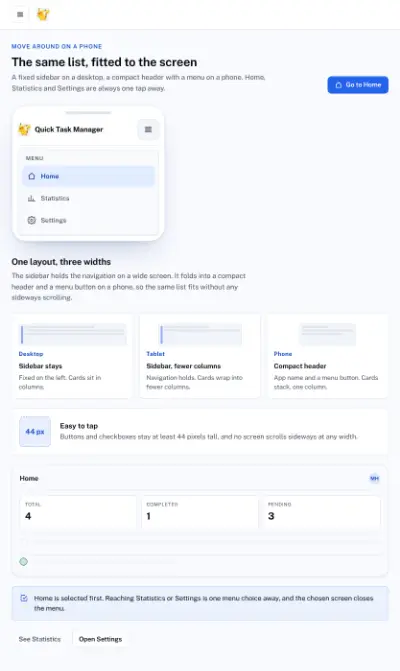 MOVE AROUND ON A PHONE
The same list, fitted to the screen
A fixed sidebar on a desktop, a compact header with a menu on a phone. Home,
Statistics and Settings are always one tap away.
Go to Home
Quick Task Manager
MENU
Home
Statistics
Settings
One layout, three widths
The sidebar holds the navigation on a wide screen. It folds into a compact
header and a menu button on a phone, so the same list fits without any
sideways scrolling.
Desktop
Sidebar stays
Fixed on the left. Cards sit in
columns.
Tablet
Sidebar, fewer columns
Navigation holds. Cards wrap into
fewer columns.
Phone
Compact header
App name and a menu button. Cards
stack, one column.
44 px
Easy to tap
Buttons and checkboxes stay at least 44 pixels tall, and no screen scrolls sideways at any width.
Home
MH
TOTAL
4
COMPLETED
1
PENDING
3
Home is selected first. Reaching Statistics or Settings is one menu choice away, and the chosen screen closes
the menu.
See Statistics
Open Settings